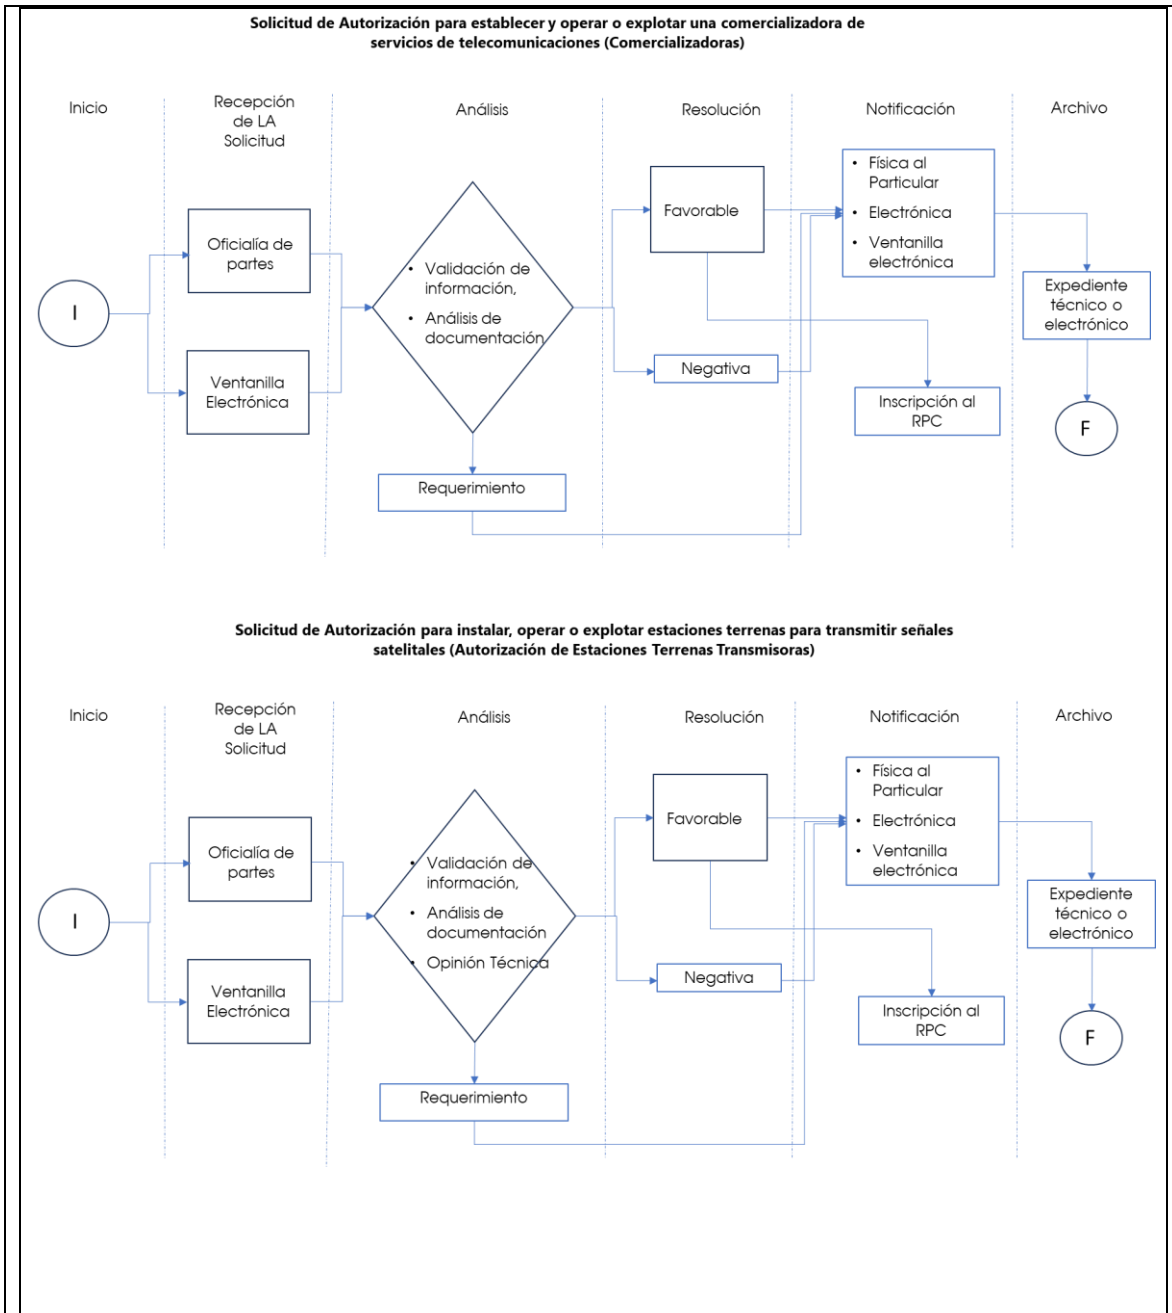 Solicitud de Autorización para establecer y operar o explotar una comercializadora de
servicios de telecomunicaciones (Comercializadoras)
Inicio
Recepción
de LA
Solicitud
Análisis
Resolución
Notificación
Archivo
I
Oficialía de
partes
Ventanilla
Electrónica
• Validación de
información,
• Análisis de
documentación
Requerimiento
Favorable
Negativa
• Física al
Particular
• Electrónica
• Ventanilla
electrónica
Inscripción al
RPC
Expediente
técnico o
electrónico
F
Solicitud de Autorización para instalar, operar o explotar estaciones terrenas para transmitir señales
satelitales (Autorización de Estaciones Terrenas Transmisoras)
Inicio
Recepción
de LA
Solicitud
Análisis
Resolución
Notificación
Archivo
I
Oficialía de
partes
Ventanilla
Electrónica
• Validación de
información,
• Análisis de
documentación
• Opinión Técnica
Requerimiento
Favorable
Negativa
• Física al
Particular
• Electrónica
• Ventanilla
electrónica
Inscripción al
RPC
Expediente
técnico o
electrónico
F